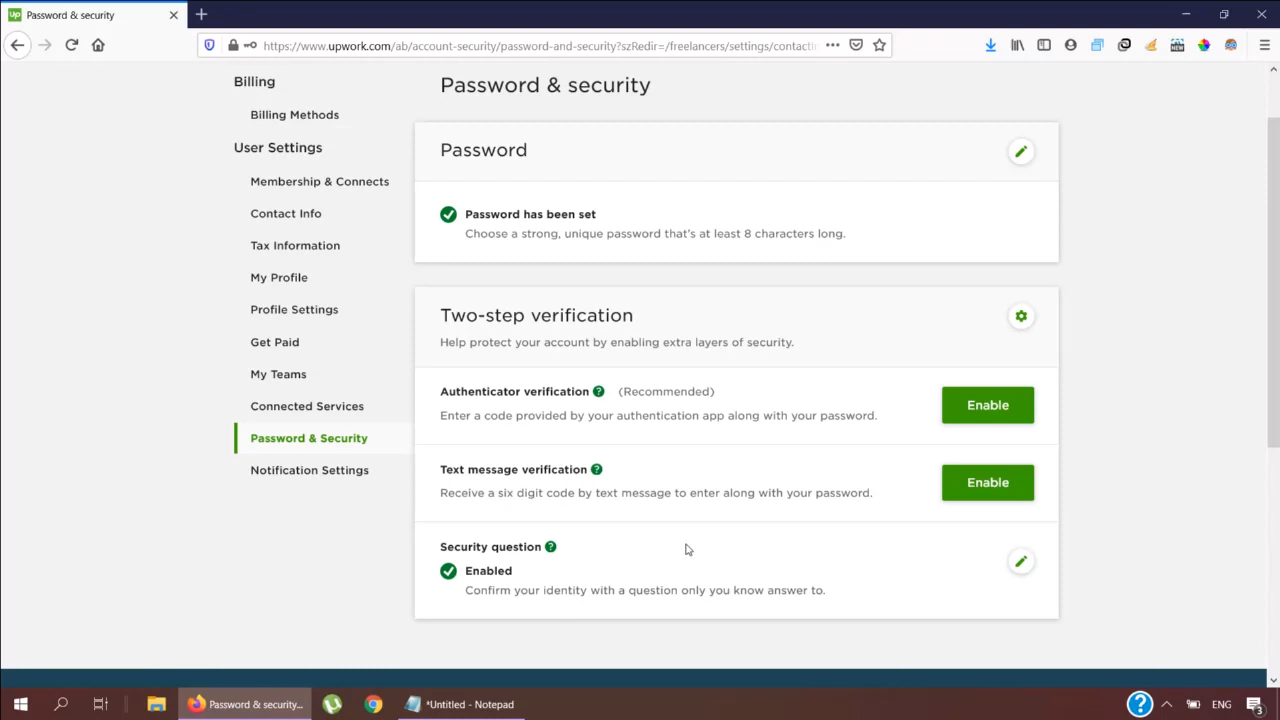 Up Password & security
https://www.upwork.com/ab/account-security/password-and-security?szRedir=/freelancers/settings/contactin
NEW
Billing
Billing Methods
User Settings
Membership & Connects
Contact Info
Tax Information
My Profile
Profile Settings
Get Paid
My Teams
Connected Services
Password & Security
Notification Settings
Password & security
Password
Password has been set
Choose a strong, unique password that's at least 8 characters long.
Two-step verification
Help protect your account by enabling extra layers of security.
Authenticator verification ? (Recommended)
Enter a code provided by your authentication app along with your password.
Enable
Text message verification ?
Receive a six digit code by text message to enter along with your password.
Enable
Security question ?
Enabled
Confirm your identity with a question only you know answer to.
Password & security...
*Untitled - Notepad
?
ENG
3